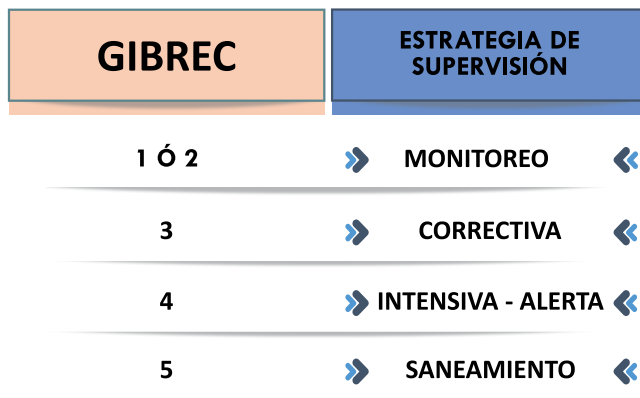 GIBREC
ESTRATEGIA DE
SUPERVISIÓN
1 Ó 2
MONITOREO
3
CORRECTIVA
4
INTENSIVA - ALERTA
5
SANEAMIENTO